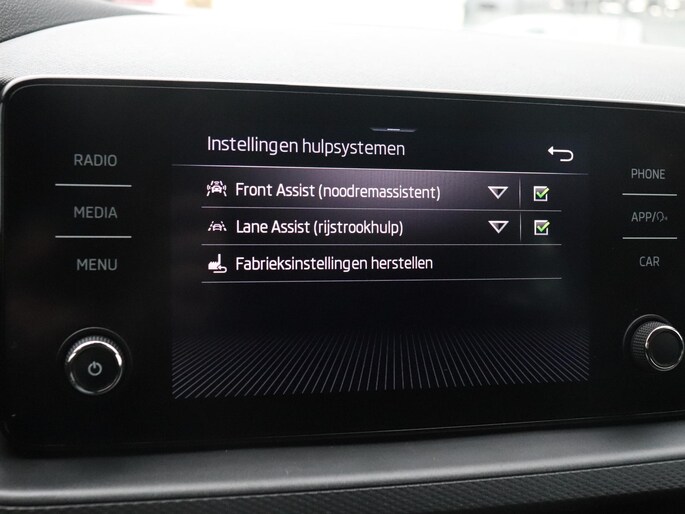 Instellingen hulpsystemen
RADIO
MEDIA
MENU
Front Assist (noodremassistent)
Lane Assist (rijstrookhulp)
Fabrieksinstellingen herstellen
PHONE
APP/
CAR